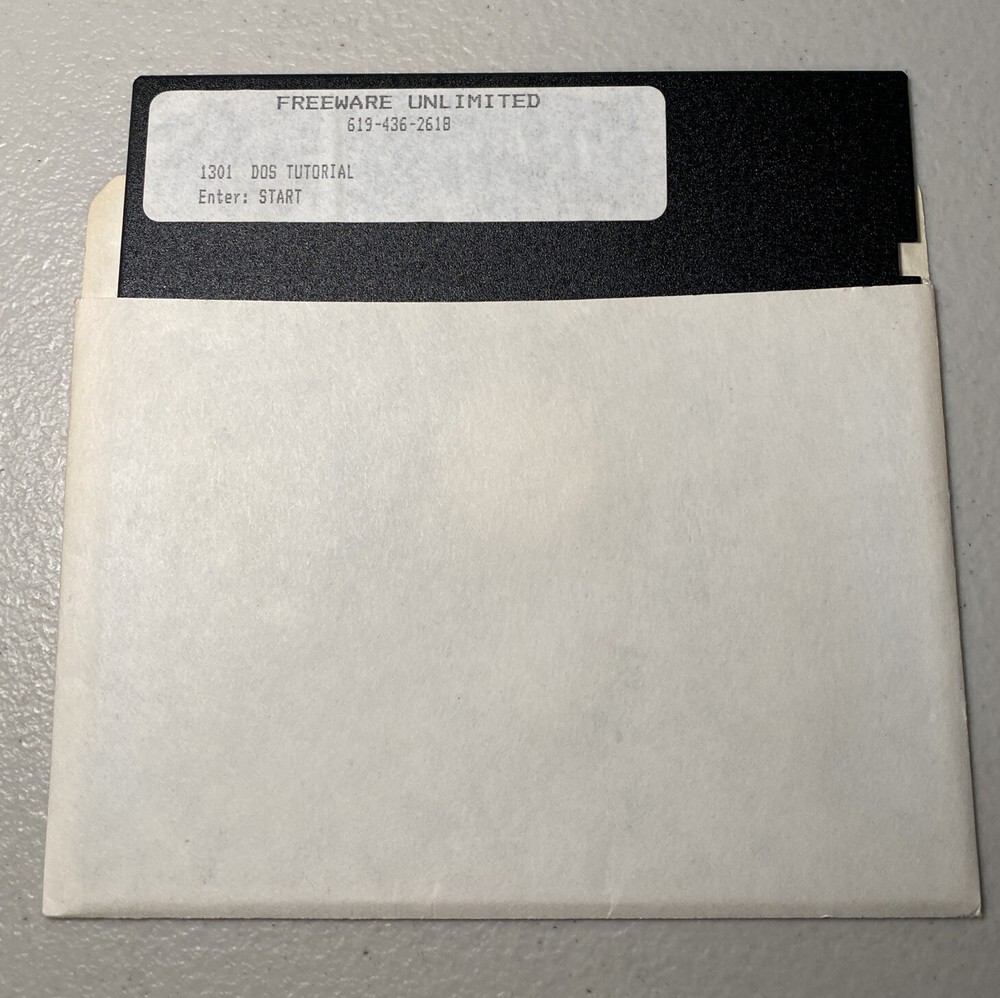 FREEWARE UNLIMITED
619-436-2618
1301 DOS TUTORIAL
Enter: START